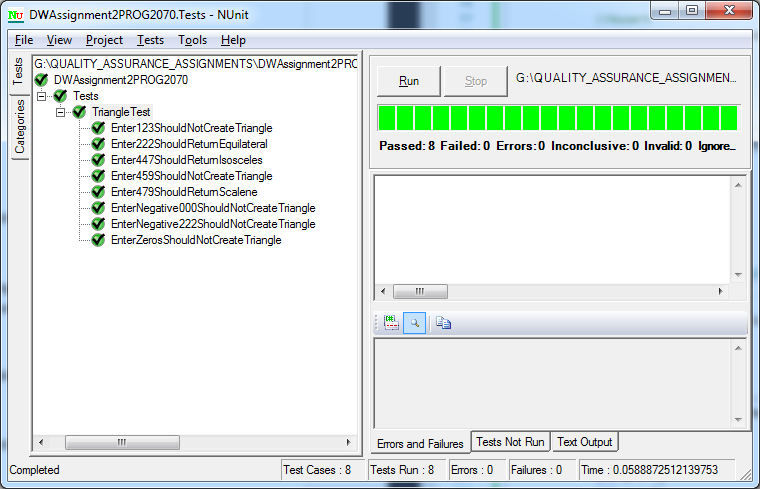 DWAssignment2PROG2070.Tests - NUnit
File View Project Tests Tools Help
Tests
Categories
G:\QUALITY_ASSURANCE_ASSIGNMENTS\DWAssignment2PRO
DWAssignment2PROG2070
Tests
TriangleTest
Enter123ShouldNotCreateTriangle
Enter222ShouldReturnEquilateral
Enter447ShouldReturnIsosceles
Enter459ShouldNotCreateTriangle
Enter479ShouldReturnScalene
EnterNegative000ShouldNotCreateTriangle
EnterNegative222ShouldNotCreateTriangle
EnterZerosShouldNotCreateTriangle
Run Stop G:\QUALITY_ASSURANCE_ASSIGNMEN...
Passed: 8 Failed: 0 Errors: 0 Inconclusive: 0 Invalid: 0 Ignore...
Errors and Failures Tests Not Run Text Output
Completed Test Cases : 8 Tests Run : 8 Errors : 0 Failures : 0 Time : 0.0588872512139753